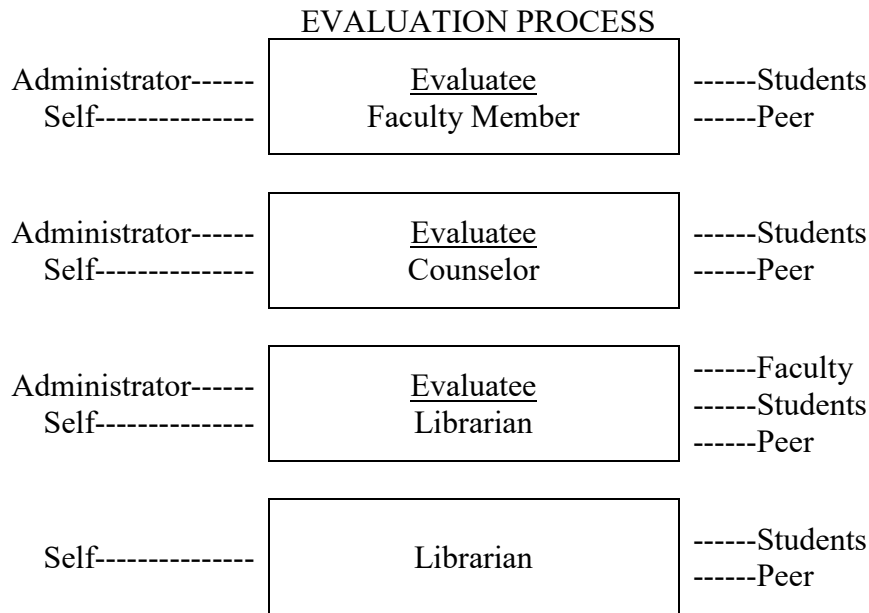 EVALUATION PROCESS
Administrator------ Evaluatee ------Students
Self--------------- Faculty Member ------Peer
Administrator------ Evaluatee ------Students
Self--------------- Counselor ------Peer
------Faculty
Administrator------ Evaluatee ------Students
Self--------------- Librarian ------Peer
Self--------------- Librarian ------Students
------Peer